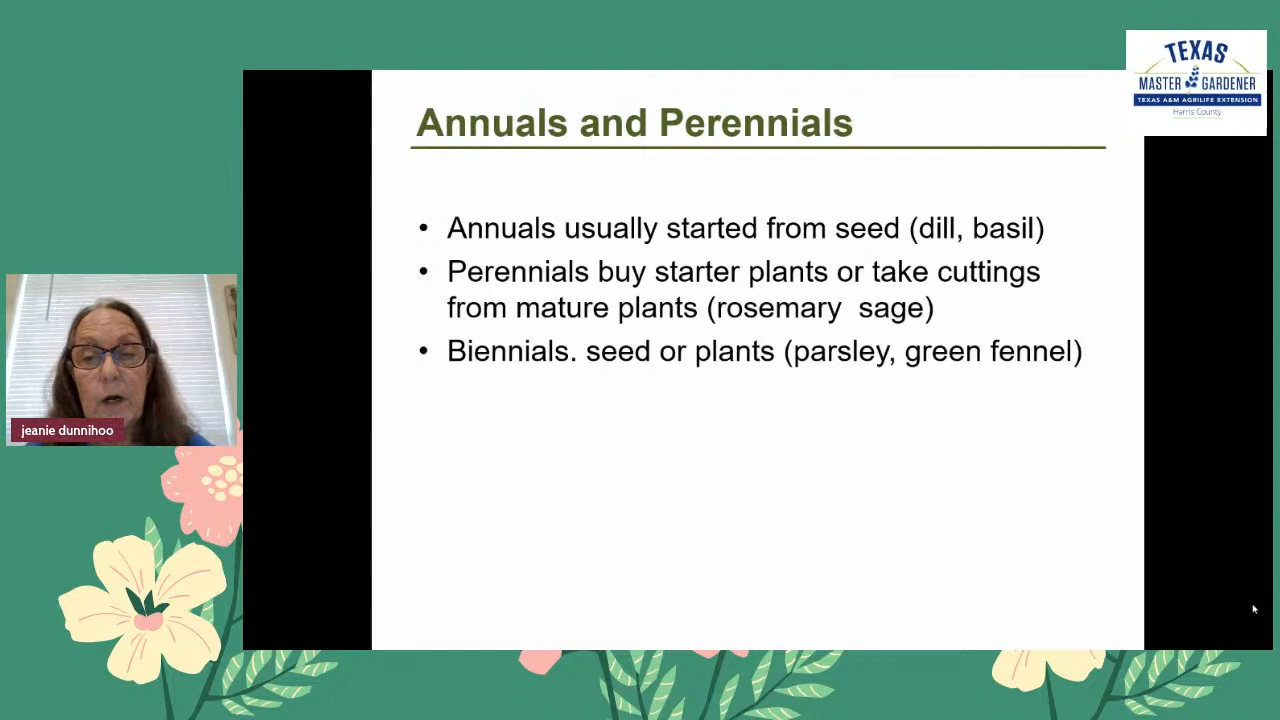 TEXAS
MASTER GARDENER
TEXAS A&M AGRILIFE EXTENSION
Harris County
Annuals and Perennials
• Annuals usually started from seed (dill, basil)
• Perennials buy starter plants or take cuttings
from mature plants (rosemary sage)
• Biennials. seed or plants (parsley, green fennel)
jeanie dunnihoo